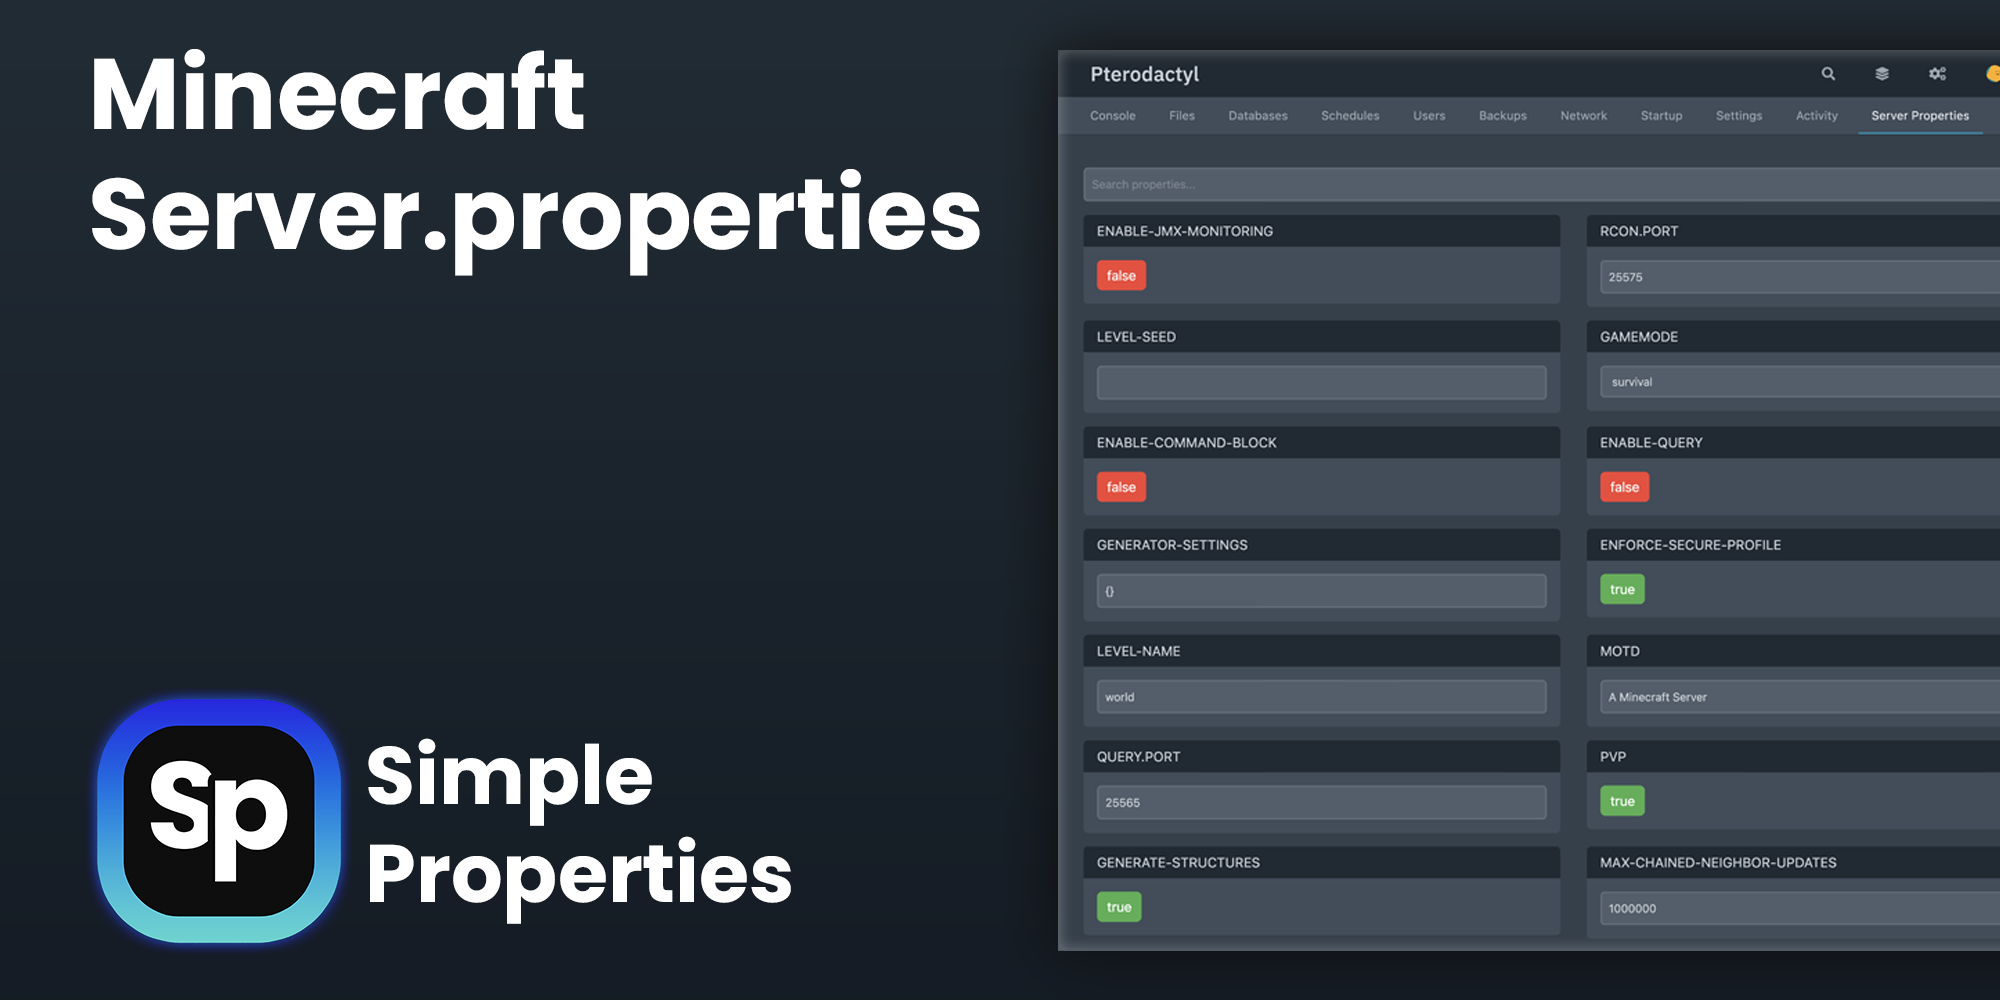 Minecraft
Server.properties
Sp
Simple
Properties
Pterodactyl
Console Files Databases Schedules Users Backups Network Startup Settings Activity Server Properties
Search properties...
ENABLE-JMX-MONITORING RCON.PORT
false 25575
LEVEL-SEED GAMEMODE
survival
ENABLE-COMMAND-BLOCK ENABLE-QUERY
false false
GENERATOR-SETTINGS ENFORCE-SECURE-PROFILE
{} true
LEVEL-NAME MOTD
world A Minecraft Server
QUERY.PORT PVP
25565 true
GENERATE-STRUCTURES MAX-CHAINED-NEIGHBOR-UPDATES
true 1000000